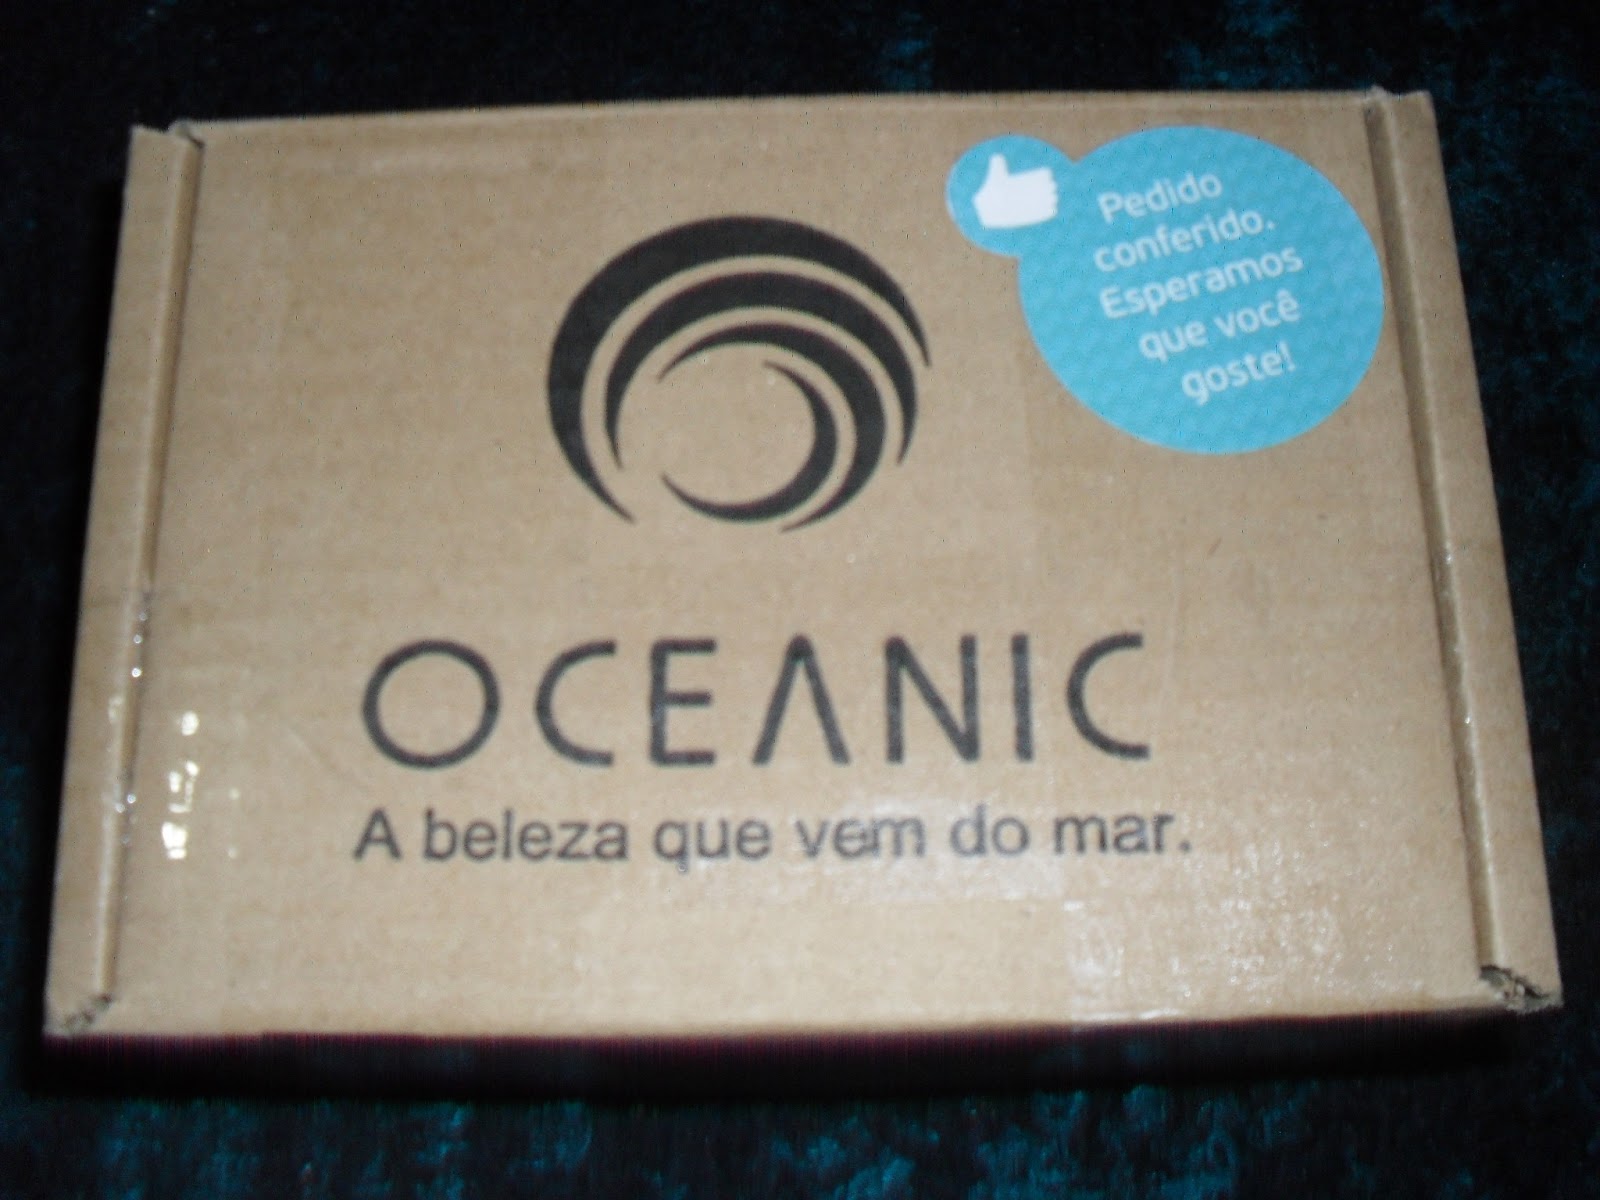 Pedido
conferido.
Esperamos
que você
goste!
OCEANIC
A beleza que vem do mar.